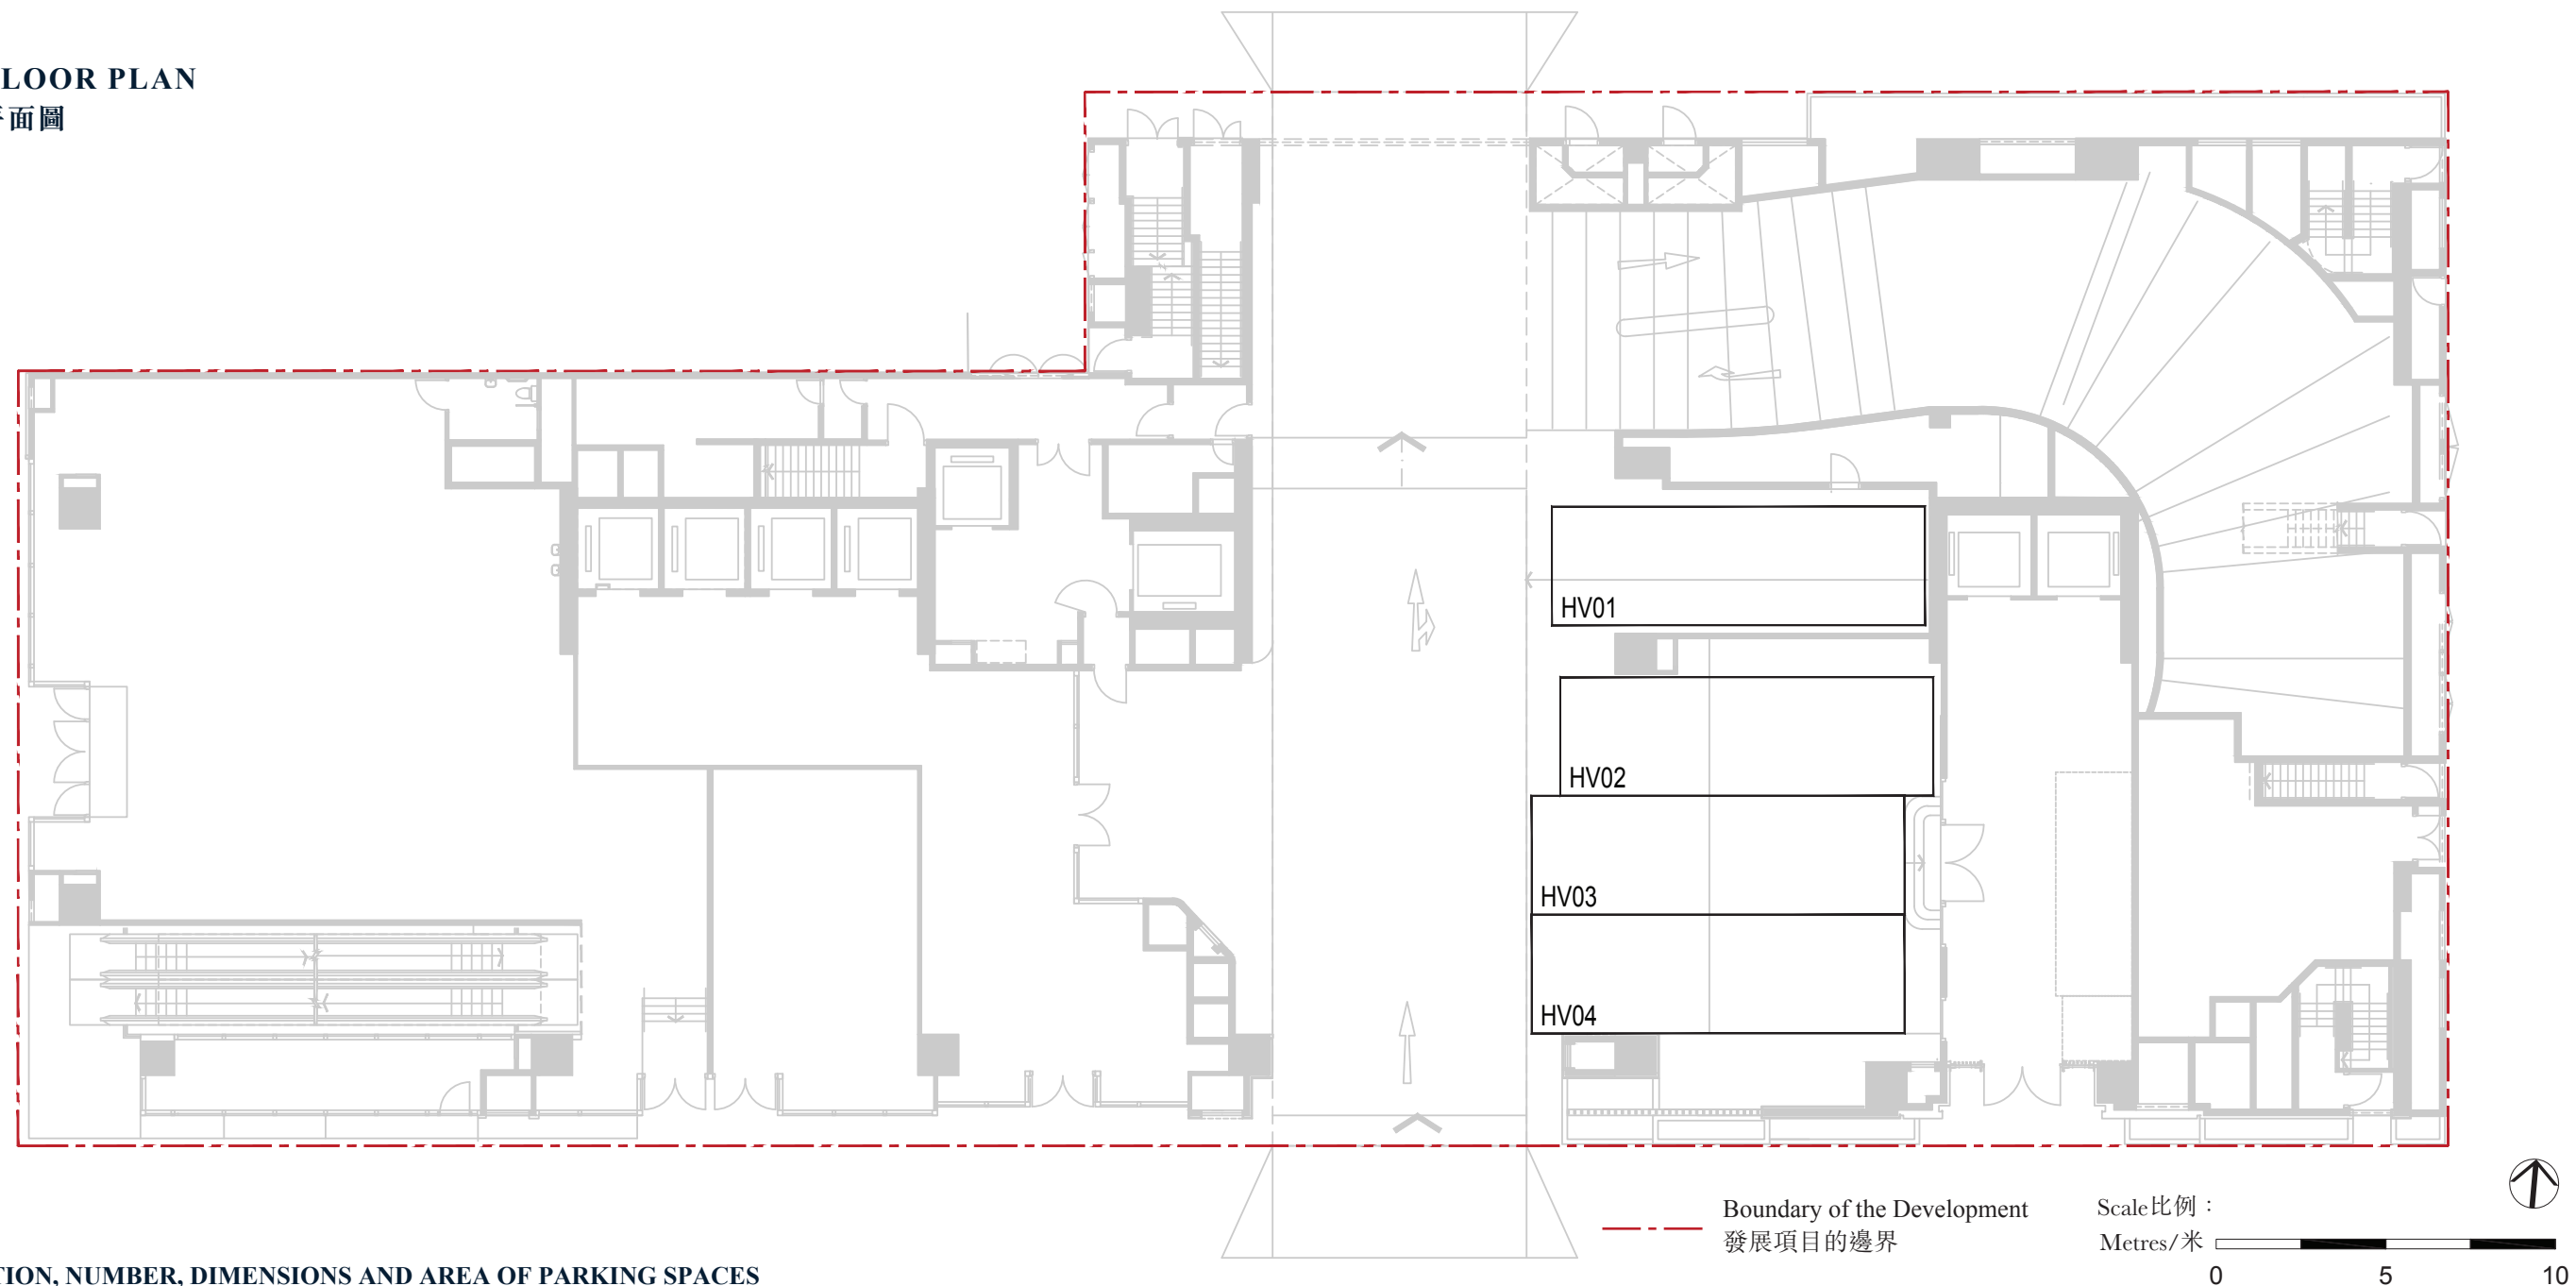 LOOR PLAN
平面圖
HV01
HV02
HV03
HV04
Boundary of the Development
發展項目的邊界
Scale比例：
Metres/米
0 5 10
TION, NUMBER, DIMENSIONS AND AREA OF PARKING SPACES